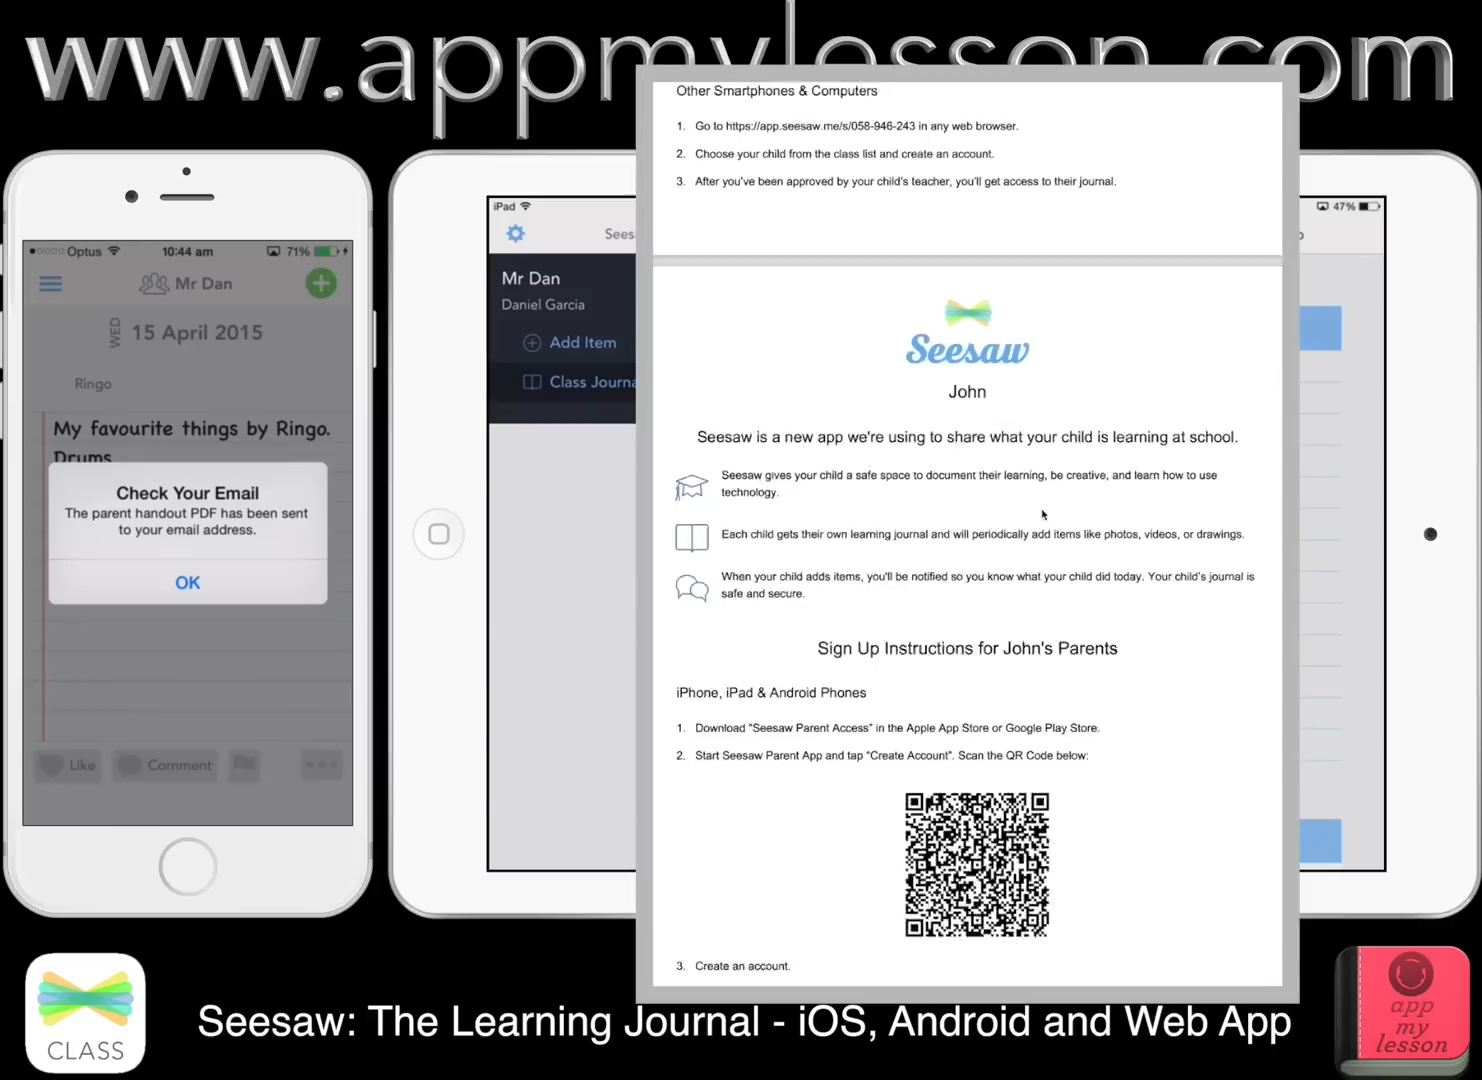 www.appmylesson.com
Other Smartphones & Computers
1. Go to https://app.seesaw.me/s/058-946-243 in any web browser.
2. Choose your child from the class list and create an account.
3. After you've been approved by your child's teacher, you'll get access to their journal.
Optus 10:44 am 71%
Mr Dan
WED 15 April 2015
Ringo
My favourite things by Ringo.
Drums
Check Your Email
The parent handout PDF has been sent
to your email address.
OK
Like Comment
iPad 47%
Mr Dan
Daniel Garcia
Add Item
Class Journa
Seesaw
John
Seesaw is a new app we're using to share what your child is learning at school.
Seesaw gives your child a safe space to document their learning, be creative, and learn how to use
technology.
Each child gets their own learning journal and will periodically add items like photos, videos, or drawings.
When your child adds items, you'll be notified so you know what your child did today. Your child's journal is
safe and secure.
Sign Up Instructions for John's Parents
iPhone, iPad & Android Phones
1. Download "Seesaw Parent Access" in the Apple App Store or Google Play Store.
2. Start Seesaw Parent App and tap "Create Account". Scan the QR Code below:
3. Create an account.
CLASS
Seesaw: The Learning Journal - iOS, Android and Web App
app
my
lesson